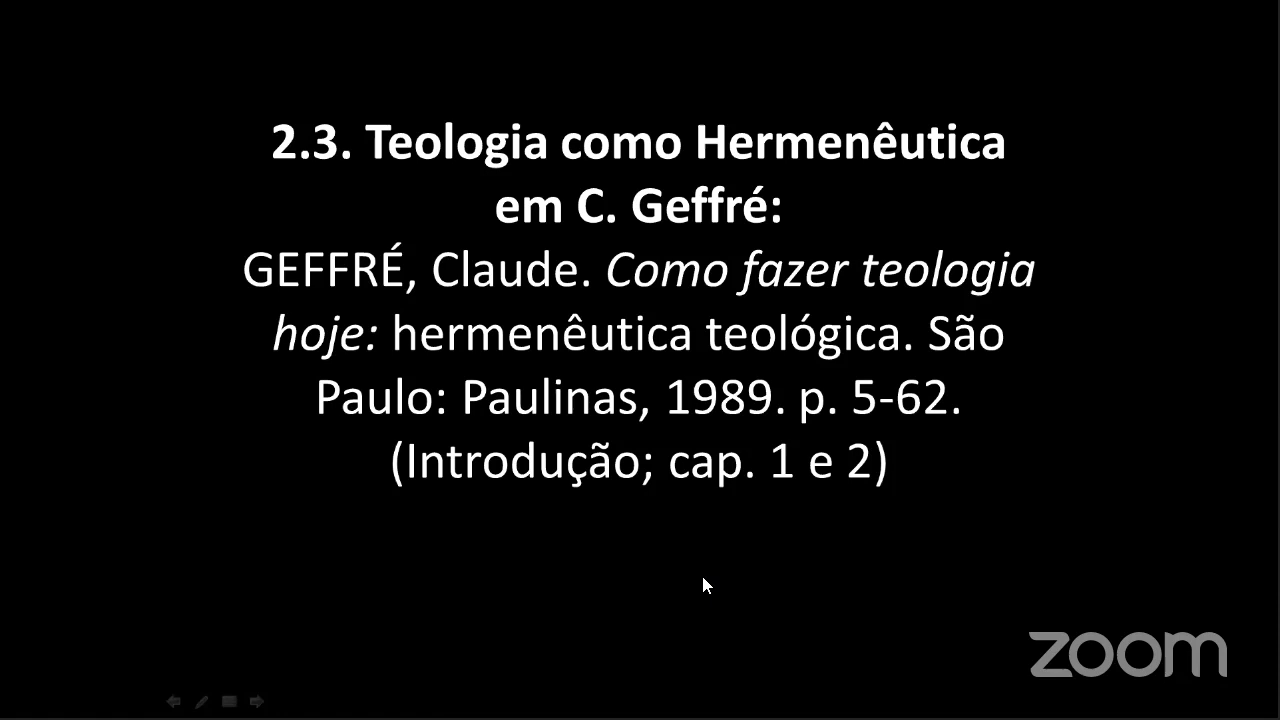 2.3. Teologia como Hermenêutica
em C. Geffré:
GEFFRÉ, Claude. Como fazer teologia
hoje: hermenêutica teológica. São
Paulo: Paulinas, 1989. p. 5-62.
(Introdução; cap. 1 e 2)
zoom